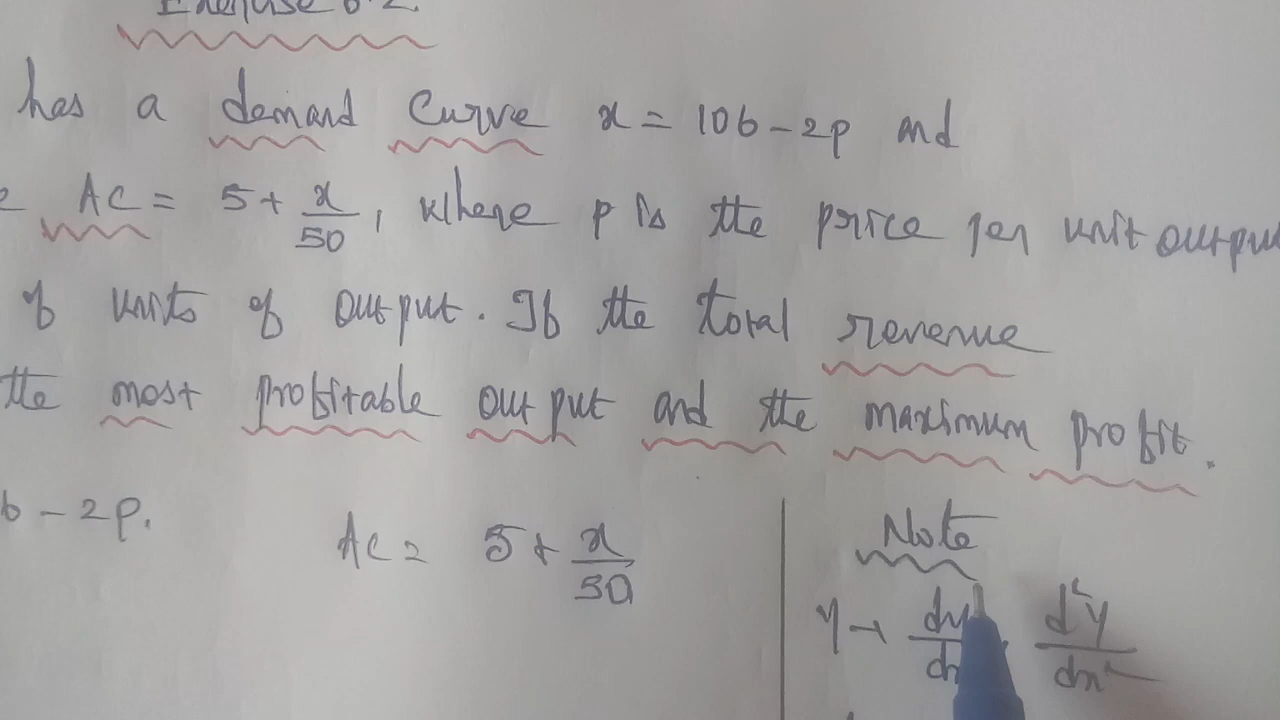 Exercise 6.2
has a demand curve x = 106 - 2p and
AC = 5 + x/50, where p is the price per unit outpu
of units of output. If the total revenue
the most profitable output and the maximum profit.
6 - 2p.
AC = 5 + x/50
Note
y → dy/dx d²y/dx²